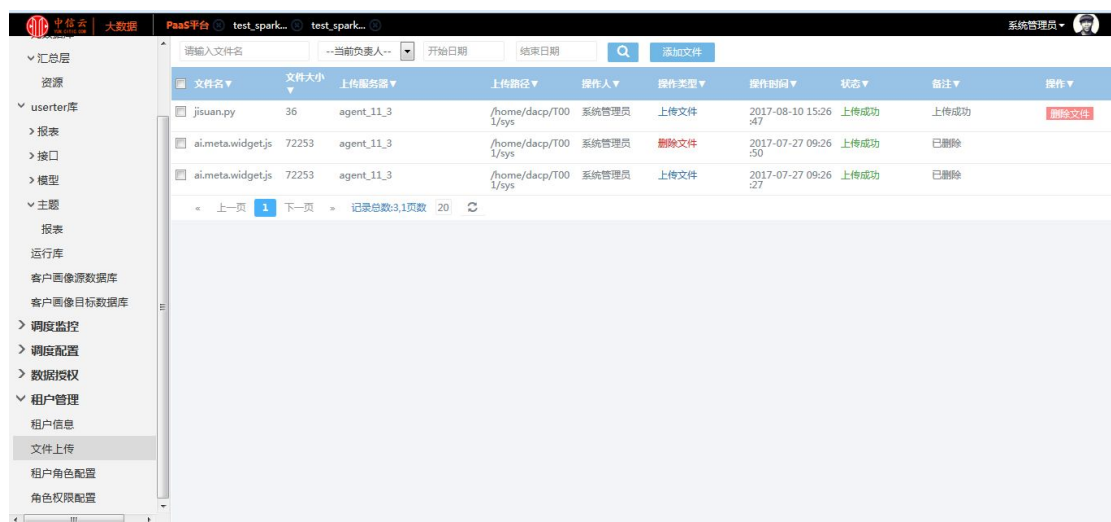 中信云 大数据 PaaS平台 test_spark... test_spark... 系统管理员
汇总层
资源
userter库
报表
接口
模型
主题
报表
运行库
客户画像源数据库
客户画像目标数据库
调度监控
调度配置
数据授权
租户管理
租户信息
文件上传
租户角色配置
角色权限配置
请输入文件名 --当前负责人-- 开始日期 结束日期 添加文件
文件名▼ 文件大小▼ 上传服务器▼ 上传路径▼ 操作人▼ 操作类型▼ 操作时间▼ 状态▼ 备注▼ 操作▼
jisuan.py 36 agent_11_3 /home/dacp/T001/sys 系统管理员 上传文件 2017-08-10 15:26:47 上传成功 上传成功 删除文件
ai.meta.widget.js 72253 agent_11_3 /home/dacp/T001/sys 系统管理员 删除文件 2017-07-27 09:26:50 上传成功 已删除
ai.meta.widget.js 72253 agent_11_3 /home/dacp/T001/sys 系统管理员 上传文件 2017-07-27 09:26:27 上传成功 已删除
« 上一页 1 下一页 » 记录总数:3,1页数 20